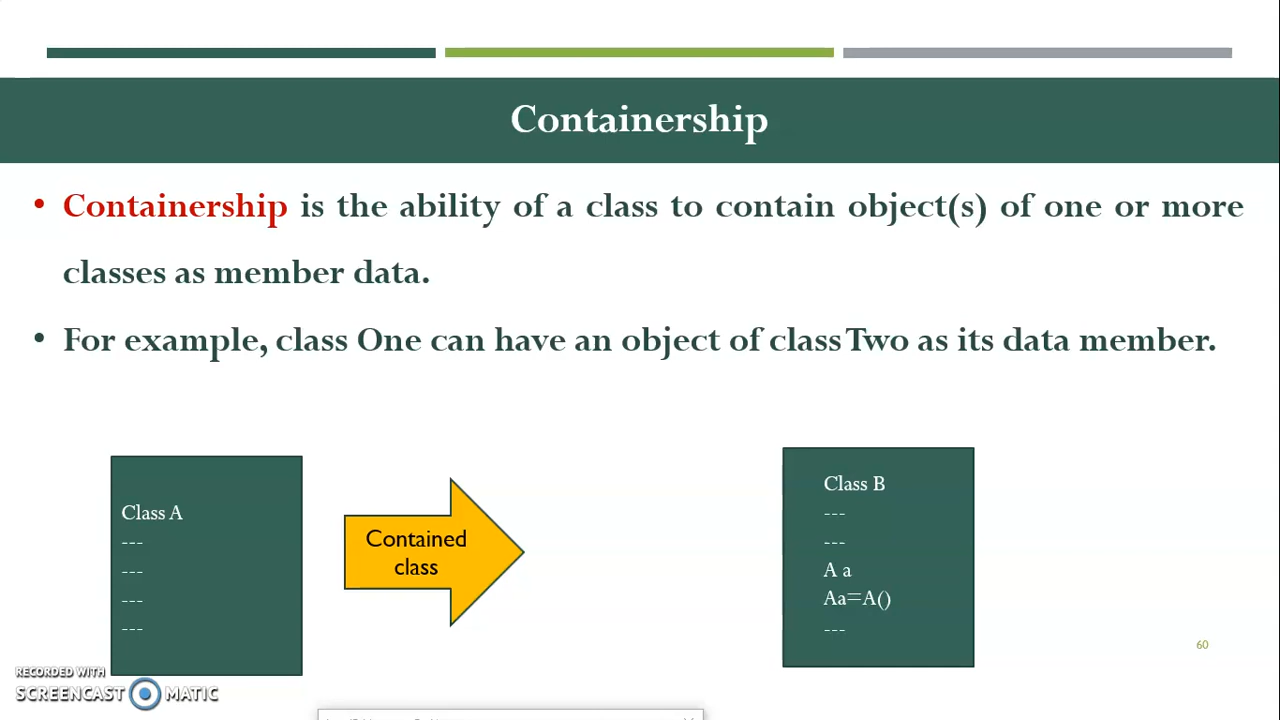 Containership
• Containership is the ability of a class to contain object(s) of one or more
classes as member data.
• For example, class One can have an object of class Two as its data member.
Class A
---
---
---
---
Contained
class
Class B
---
---
A a
Aa=A()
---
60
RECORDED WITH
SCREENCAST MATIC